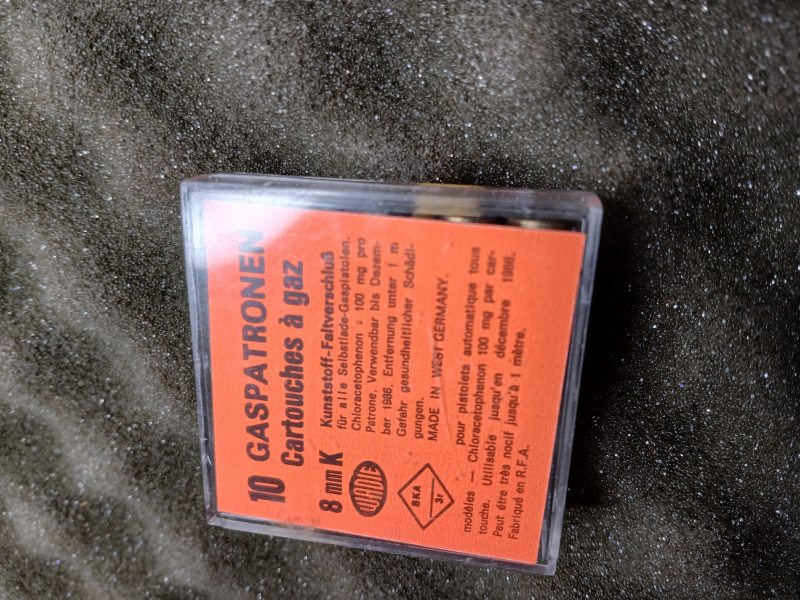 10 GASPATRONEN
Cartouches à gaz
8 mm K
Kunststoff-Faltverschluß
für alle Selbstlade-Gaspistolen.
Chloracetophenon = 100 mg pro
Patrone. Verwendbar bis Dezem-
ber 1986. Entfernung unter 1 m
Gefahr gesundheitlicher Schädi-
gungen.
MADE IN WEST GERMANY.
WADIE
BKA
3r
pour pistolets automatique tous
modèles — Chloracetophenon 100 mg par car-
touche. Utilisable jusqu'en décembre 1986.
Peut être très nocif jusqu'à 1 mètre.
Fabriqué en R.F.A.